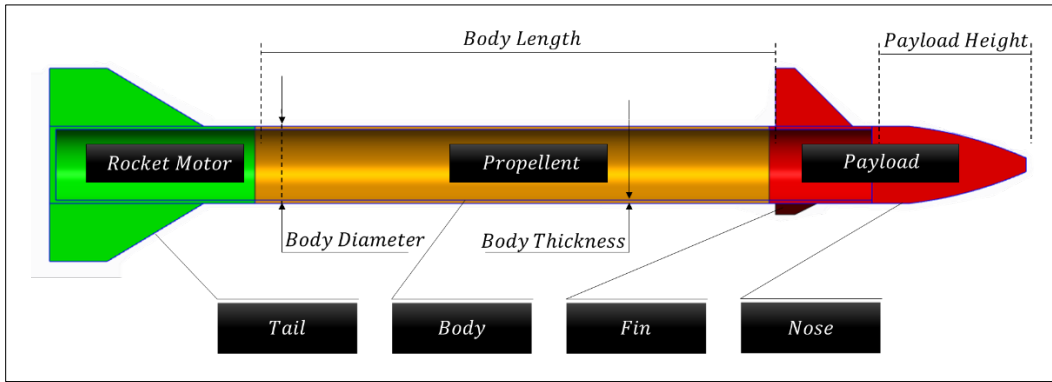 Body Length
Payload Height
Rocket Motor
Propellent
Payload
Body Diameter
Body Thickness
Tail
Body
Fin
Nose